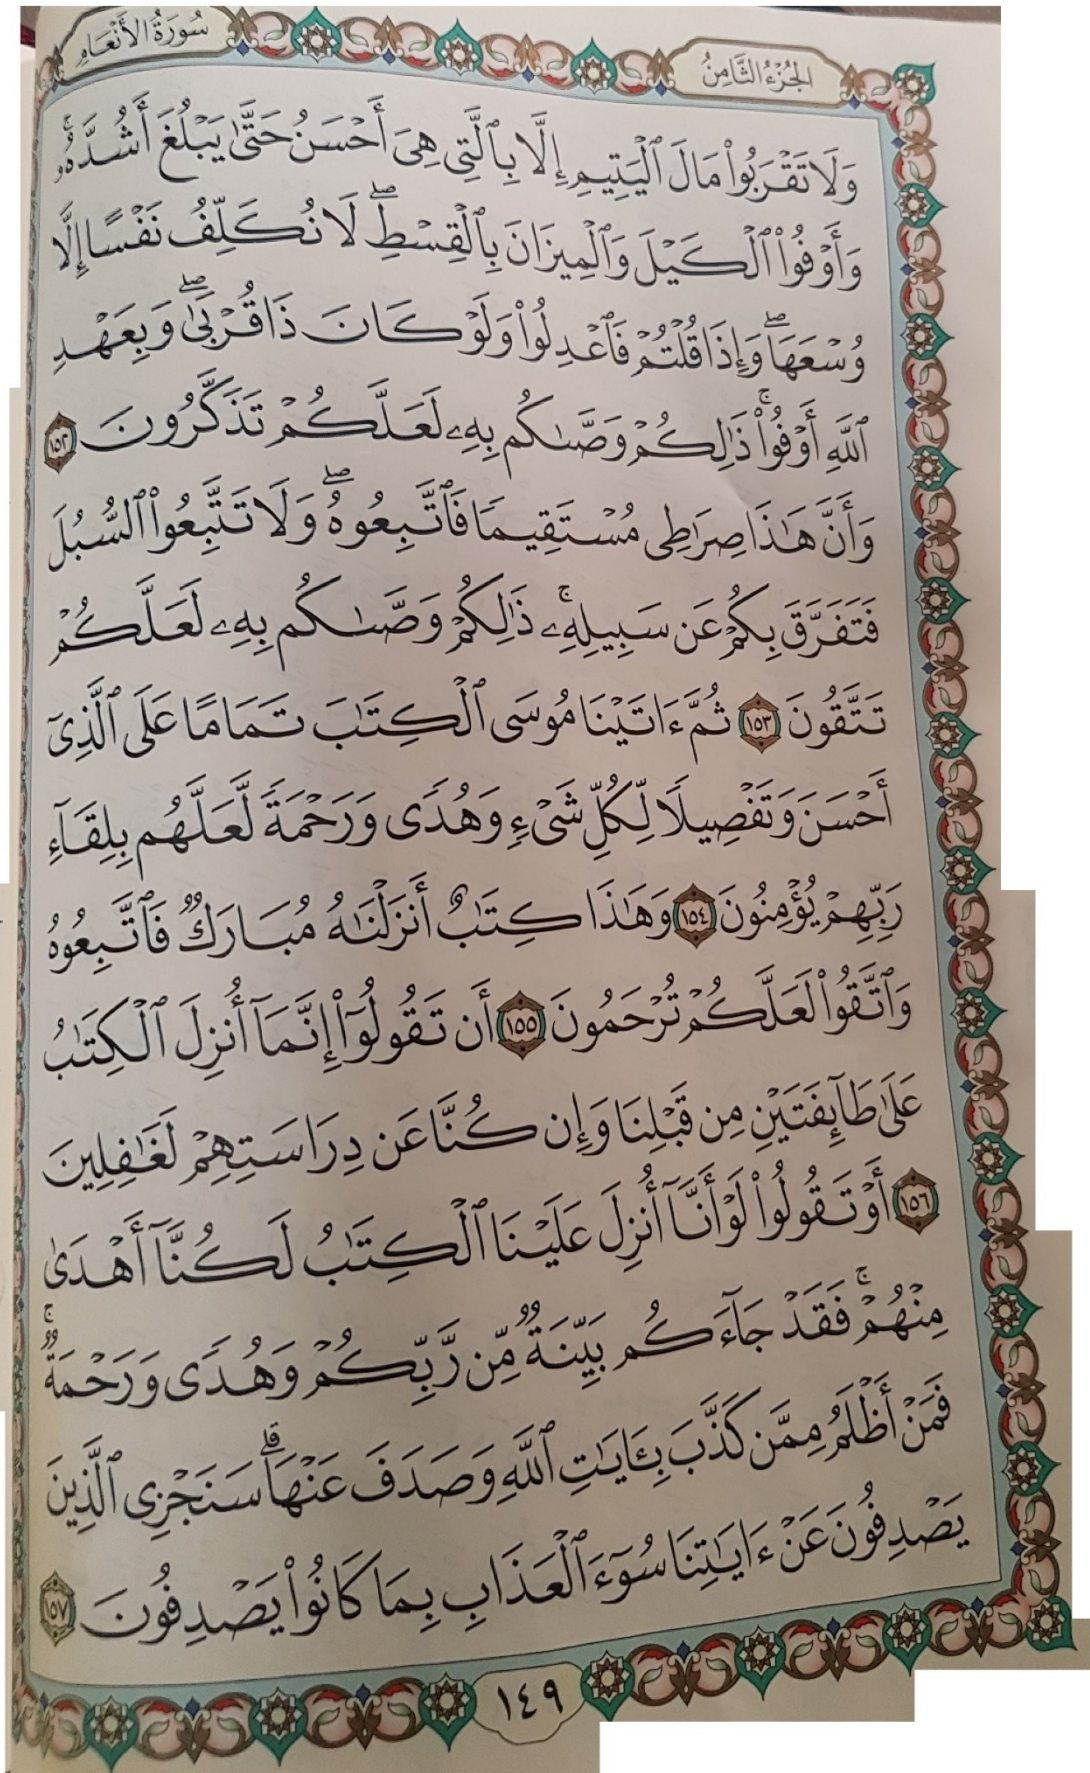 سُورَةُ الأَنْعَامِ
الجُزْءُ الثَّامِنُ
وَلَا تَقْرَبُوا۟ مَالَ ٱلْيَتِيمِ إِلَّا بِٱلَّتِى هِىَ أَحْسَنُ حَتَّىٰ يَبْلُغَ أَشُدَّهُۥۚ
وَأَوْفُوا۟ ٱلْكَيْلَ وَٱلْمِيزَانَ بِٱلْقِسْطِۖ لَا نُكَلِّفُ نَفْسًا إِلَّا
وُسْعَهَاۖ وَإِذَا قُلْتُمْ فَٱعْدِلُوا۟ وَلَوْ كَانَ ذَا قُرْبَىٰۖ وَبِعَهْدِ
ٱللَّهِ أَوْفُوا۟ۚ ذَٰلِكُمْ وَصَّىٰكُم بِهِۦ لَعَلَّكُمْ تَذَكَّرُونَ ١٥٢
وَأَنَّ هَٰذَا صِرَٰطِى مُسْتَقِيمًا فَٱتَّبِعُوهُۖ وَلَا تَتَّبِعُوا۟ ٱلسُّبُلَ
فَتَفَرَّقَ بِكُمْ عَن سَبِيلِهِۦۚ ذَٰلِكُمْ وَصَّىٰكُم بِهِۦ لَعَلَّكُمْ
تَتَّقُونَ ١٥٣ ثُمَّ ءَاتَيْنَا مُوسَى ٱلْكِتَٰبَ تَمَامًا عَلَى ٱلَّذِىٓ
أَحْسَنَ وَتَفْصِيلًا لِّكُلِّ شَىْءٍ وَهُدًى وَرَحْمَةً لَّعَلَّهُم بِلِقَآءِ
رَبِّهِمْ يُؤْمِنُونَ ١٥٤ وَهَٰذَا كِتَٰبٌ أَنزَلْنَٰهُ مُبَارَكٌ فَٱتَّبِعُوهُ
وَٱتَّقُوا۟ لَعَلَّكُمْ تُرْحَمُونَ ١٥٥ أَن تَقُولُوٓا۟ إِنَّمَآ أُنزِلَ ٱلْكِتَٰبُ
عَلَىٰ طَآئِفَتَيْنِ مِن قَبْلِنَا وَإِن كُنَّا عَن دِرَاسَتِهِمْ لَغَٰفِلِينَ
١٥٦ أَوْ تَقُولُوا۟ لَوْ أَنَّآ أُنزِلَ عَلَيْنَا ٱلْكِتَٰبُ لَكُنَّآ أَهْدَىٰ
مِنْهُمْۚ فَقَدْ جَآءَكُم بَيِّنَةٌ مِّن رَّبِّكُمْ وَهُدًى وَرَحْمَةٌۚ
فَمَنْ أَظْلَمُ مِمَّن كَذَّبَ بِـَٔايَٰتِ ٱللَّهِ وَصَدَفَ عَنْهَاۗ سَنَجْزِى ٱلَّذِينَ
يَصْدِفُونَ عَنْ ءَايَٰتِنَا سُوٓءَ ٱلْعَذَابِ بِمَا كَانُوا۟ يَصْدِفُونَ ١٥٧
١٤٩